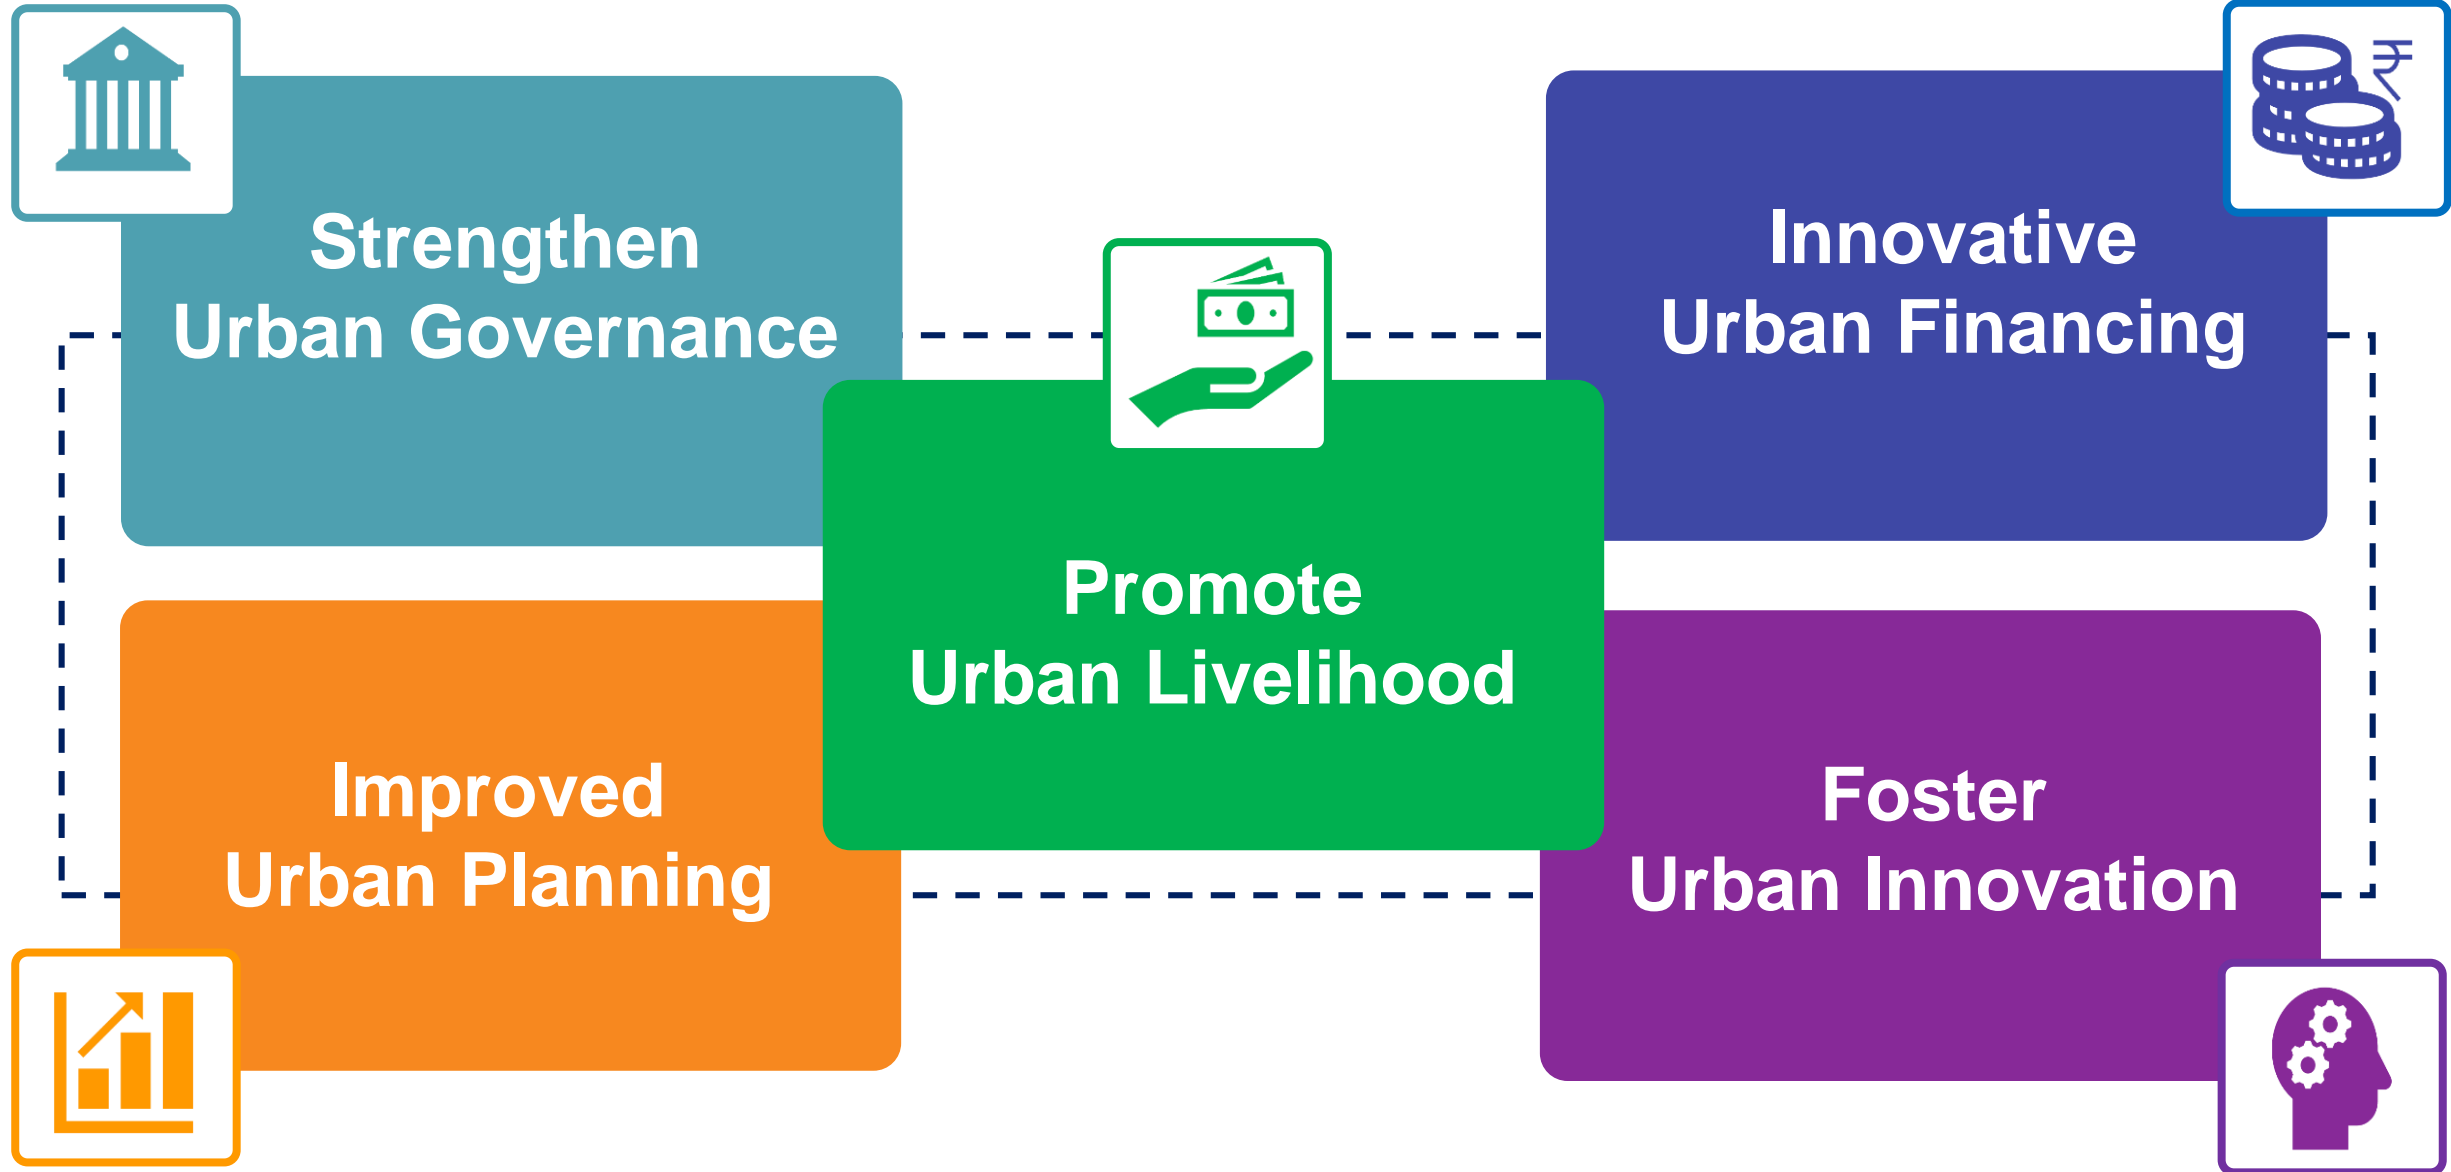 Strengthen
Urban Governance
Innovative
Urban Financing
Promote
Urban Livelihood
Improved
Urban Planning
Foster
Urban Innovation
₹